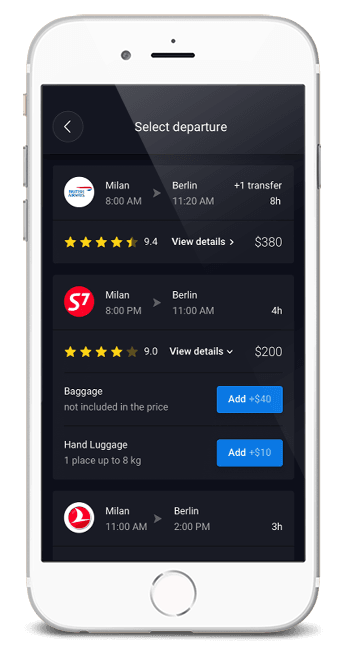 Select departure
BRITISH AIRWAYS
Milan Berlin +1 transfer
8:00 AM 11:20 AM 8h
9.4 View details $380
S7
Milan Berlin
8:00 PM 11:00 AM 4h
9.0 View details $200
Baggage
not included in the price
Add +$40
Hand Luggage
1 place up to 8 kg
Add +$10
Milan Berlin
11:00 AM 2:00 PM 3h